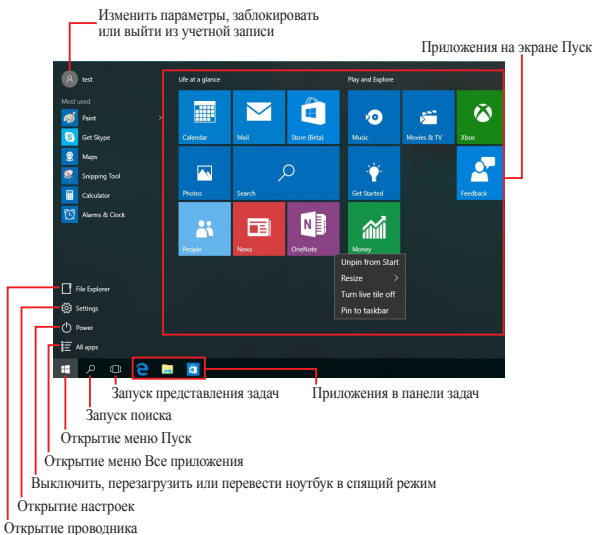 Изменить параметры, заблокировать
или выйти из учетной записи
Приложения на экране Пуск
test
Life at a glance
Play and Explore
Most used
Paint
Get Skype
Maps
Snipping Tool
Calculator
Alarms & Clock
Calendar
Mail
Store (Beta)
Music
Movies & TV
Xbox
Photos
Search
Get Started
Feedback
People
News
OneNote
Money
Unpin from Start
Resize
Turn live tile off
Pin to taskbar
File Explorer
Settings
Power
All apps
Запуск представления задач
Приложения в панели задач
Запуск поиска
Открытие меню Пуск
Открытие меню Все приложения
Выключить, перезагрузить или перевести ноутбук в спящий режим
Открытие настроек
Открытие проводника